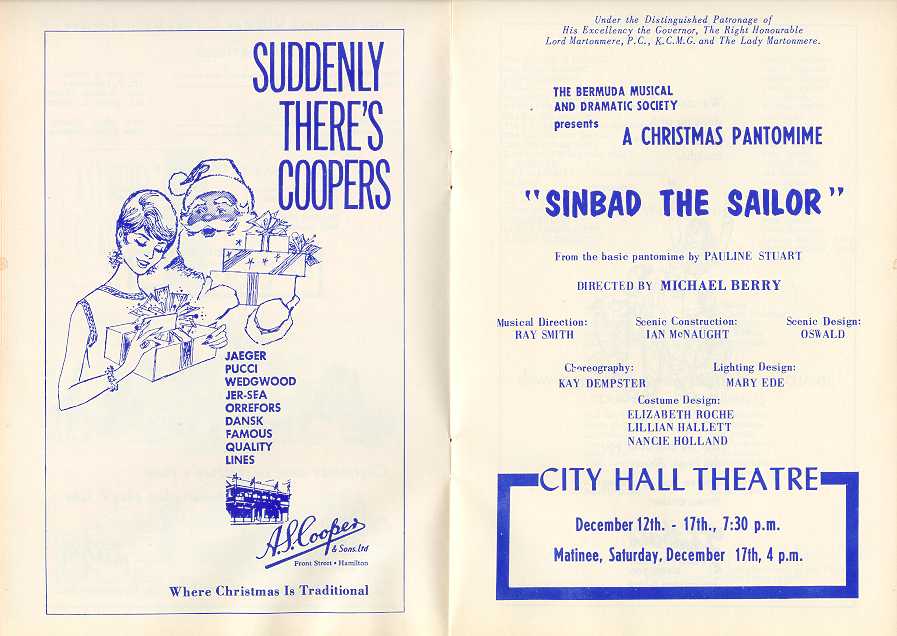 SUDDENLY
THERE'S
COOPERS
JAEGER
PUCCI
WEDGWOOD
JER-SEA
ORREFORS
DANSK
FAMOUS
QUALITY
LINES
A.S. Cooper
& Sons. Ltd
Front Street • Hamilton
Where Christmas Is Traditional
Under the Distinguished Patronage of
His Excellency the Governor, The Right Honourable
Lord Martonmere, P.C., K.C.M.G. and The Lady Martonmere.
THE BERMUDA MUSICAL
AND DRAMATIC SOCIETY
presents
A CHRISTMAS PANTOMIME
"SINBAD THE SAILOR"
From the basic pantomime by PAULINE STUART
DIRECTED BY MICHAEL BERRY
Musical Direction:
RAY SMITH
Scenic Construction:
IAN McNAUGHT
Scenic Design:
OSWALD
Choreography:
KAY DEMPSTER
Lighting Design:
MARY EDE
Costume Design:
ELIZABETH ROCHE
LILLIAN HALLETT
NANCIE HOLLAND
CITY HALL THEATRE
December 12th. - 17th., 7:30 p.m.
Matinee, Saturday, December 17th, 4 p.m.